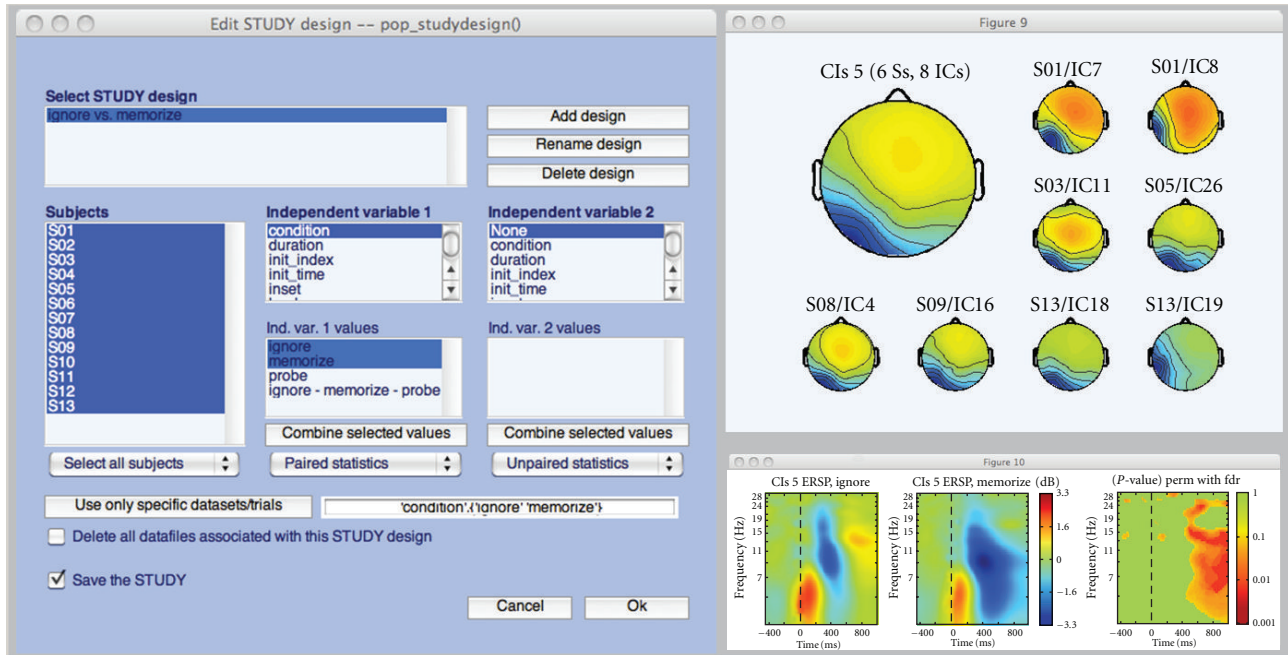 Edit STUDY design -- pop_studydesign()
Select STUDY design
ignore vs. memorize
Add design
Rename design
Delete design
Subjects
S01
S02
S03
S04
S05
S06
S07
S08
S09
S10
S11
S12
S13
Independent variable 1
condition
duration
init_index
init_time
inset
Independent variable 2
None
condition
duration
init_index
init_time
Ind. var. 1 values
ignore
memorize
probe
ignore - memorize - probe
Ind. var. 2 values
Combine selected values
Combine selected values
Select all subjects
Paired statistics
Unpaired statistics
Use only specific datasets/trials
'condition',{'ignore' 'memorize'}
Delete all datafiles associated with this STUDY design
Save the STUDY
Cancel
Ok
Figure 9
CIs 5 (6 Ss, 8 ICs)
S01/IC7
S01/IC8
S03/IC11
S05/IC26
S08/IC4
S09/IC16
S13/IC18
S13/IC19
Figure 10
CIs 5 ERSP, ignore
Frequency (Hz)
28
24
19
15
11
7
−400 0 400 800
Time (ms)
CIs 5 ERSP, memorize (dB)
Frequency (Hz)
28
24
19
15
11
7
−400 0 400 800
Time (ms)
3.3
1.6
0
−1.6
−3.3
(P-value) perm with fdr
Frequency (Hz)
28
24
19
15
11
7
−400 0 400 800
Time (ms)
1
0.1
0.01
0.001